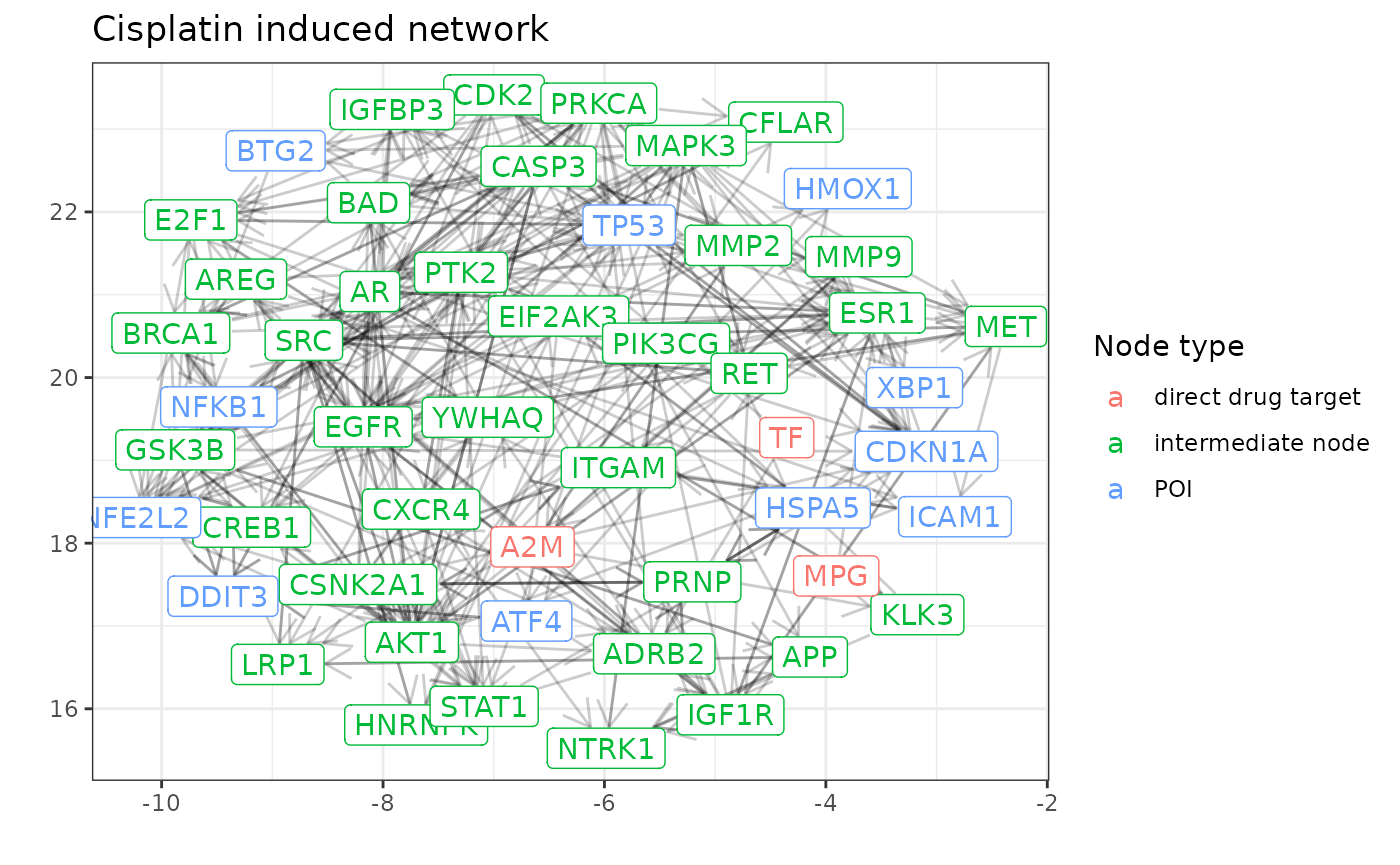 Cisplatin induced network
CDK2
IGFBP3
PRKCA
CFLAR
MAPK3
BTG2
CASP3
HMOX1
BAD
E2F1
TP53
MMP2
MMP9
PTK2
AREG
AR
EIF2AK3
ESR1
MET
BRCA1
SRC
PIK3CG
RET
XBP1
NFKB1
YWHAQ
EGFR
TF
GSK3B
CDKN1A
ITGAM
CXCR4
HSPA5
ICAM1
NFE2L2
CREB1
A2M
CSNK2A1
PRNP
MPG
DDIT3
ATF4
KLK3
AKT1
LRP1
ADRB2
APP
STAT1
IGF1R
NTRK1
22
20
18
16
-10
-8
-6
-4
-2
Node type
a direct drug target
a intermediate node
a POI